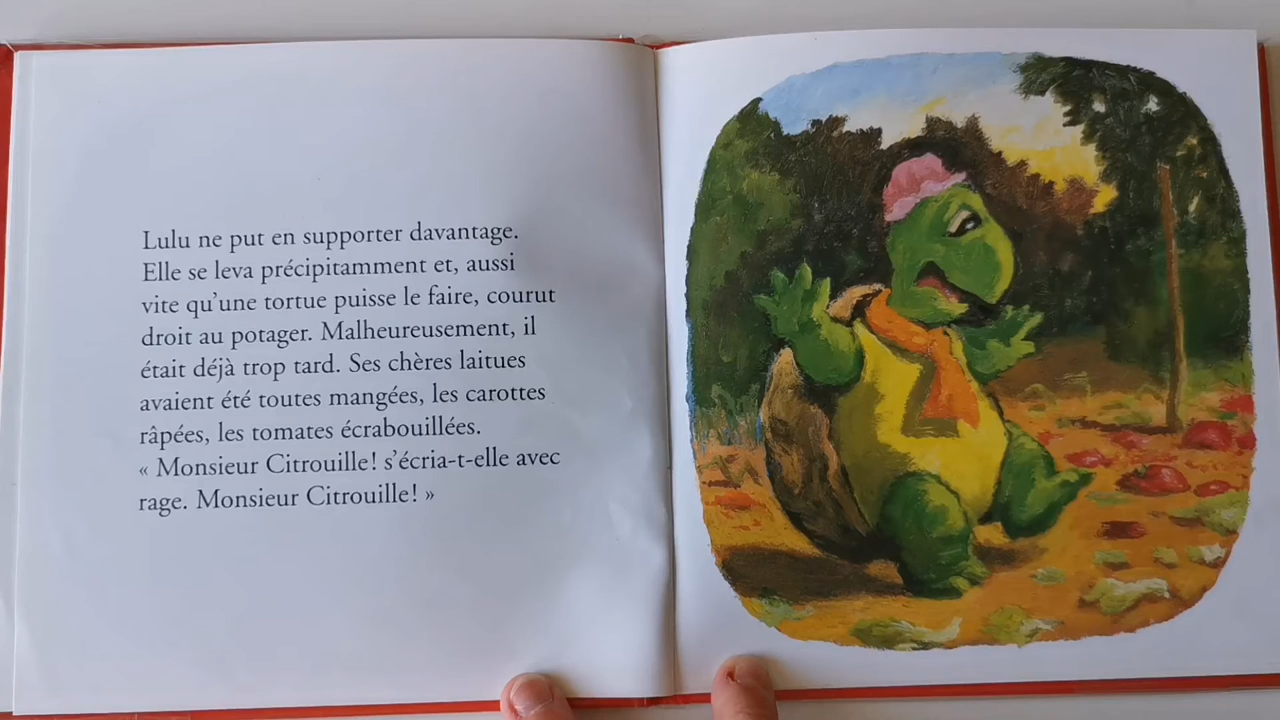 Lulu ne put en supporter davantage.
Elle se leva précipitamment et, aussi
vite qu'une tortue puisse le faire, courut
droit au potager. Malheureusement, il
était déjà trop tard. Ses chères laitues
avaient été toutes mangées, les carottes
râpées, les tomates écrabouillées.
« Monsieur Citrouille ! s'écria-t-elle avec
rage. Monsieur Citrouille ! »